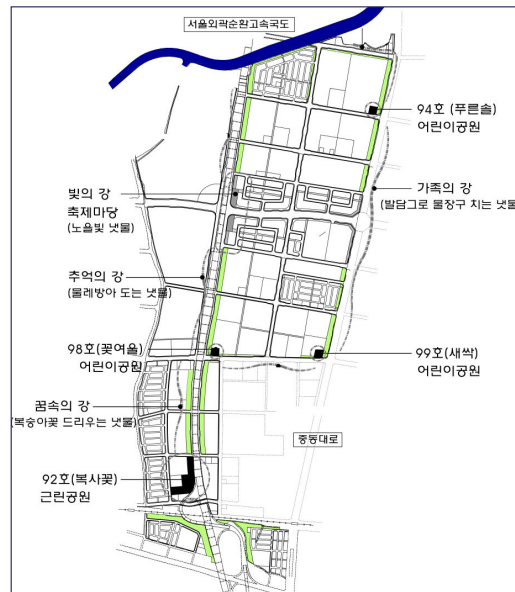 서울외곽순환고속국도
94호 (푸른솔)
어린이공원
빛의 강
축제마당
(노을빛 냇물)
가족의 강
(발담그로 물장구 치는 냇물
추억의 강
(물레방아 도는 냇물)
98호(꽃여울)
어린이공원
99호(새싹)
어린이공원
꿈속의 강
(복숭아꽃 드리우는 냇물)
중동대로
92호(복사꽃)
근린공원